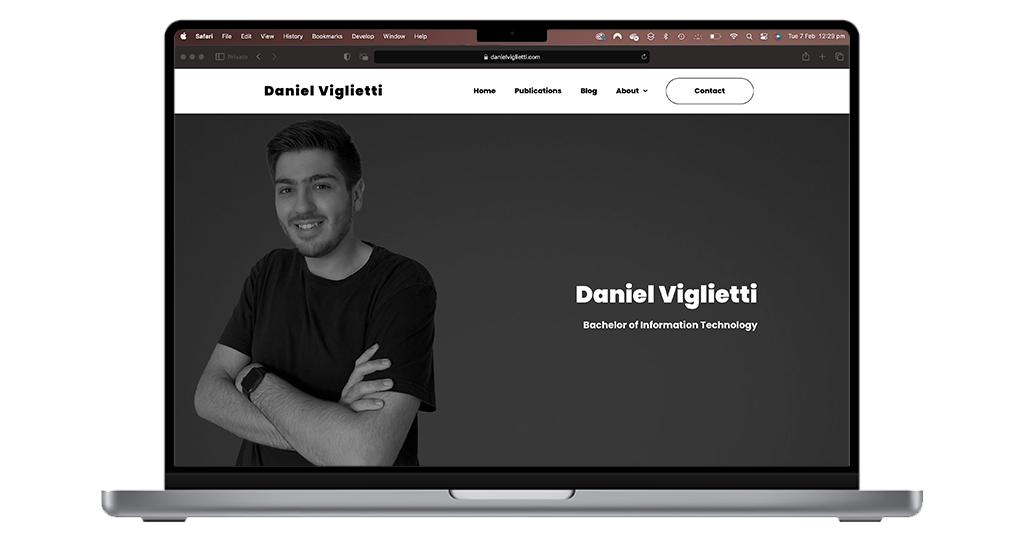 Safari File Edit View History Bookmarks Develop Window Help Tue 7 Feb 12:29 pm
Private danielviglietti.com
Daniel Viglietti Home Publications Blog About Contact
Daniel Viglietti
Bachelor of Information Technology